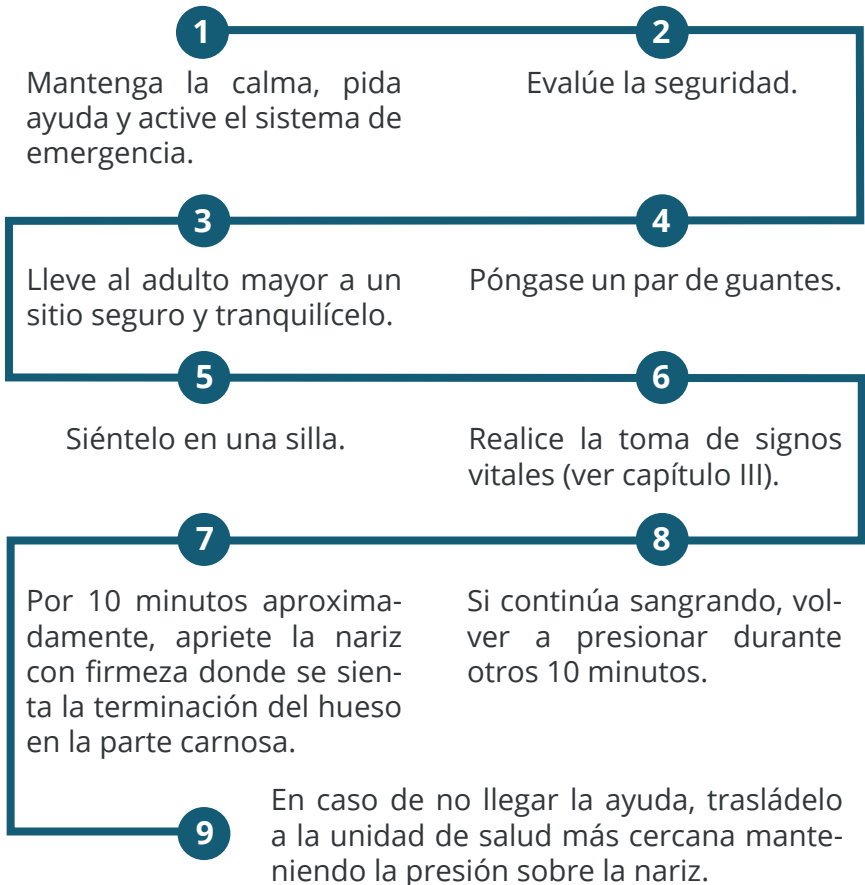 1
Mantenga la calma, pida
ayuda y active el sistema de
emergencia.
2
Evalúe la seguridad.
3
Lleve al adulto mayor a un
sitio seguro y tranquilícelo.
4
Póngase un par de guantes.
5
Siéntelo en una silla.
6
Realice la toma de signos
vitales (ver capítulo III).
7
Por 10 minutos aproxima-
damente, apriete la nariz
con firmeza donde se sien-
ta la terminación del hueso
en la parte carnosa.
8
Si continúa sangrando, vol-
ver a presionar durante
otros 10 minutos.
9
En caso de no llegar la ayuda, trasládelo
a la unidad de salud más cercana mante-
niendo la presión sobre la nariz.